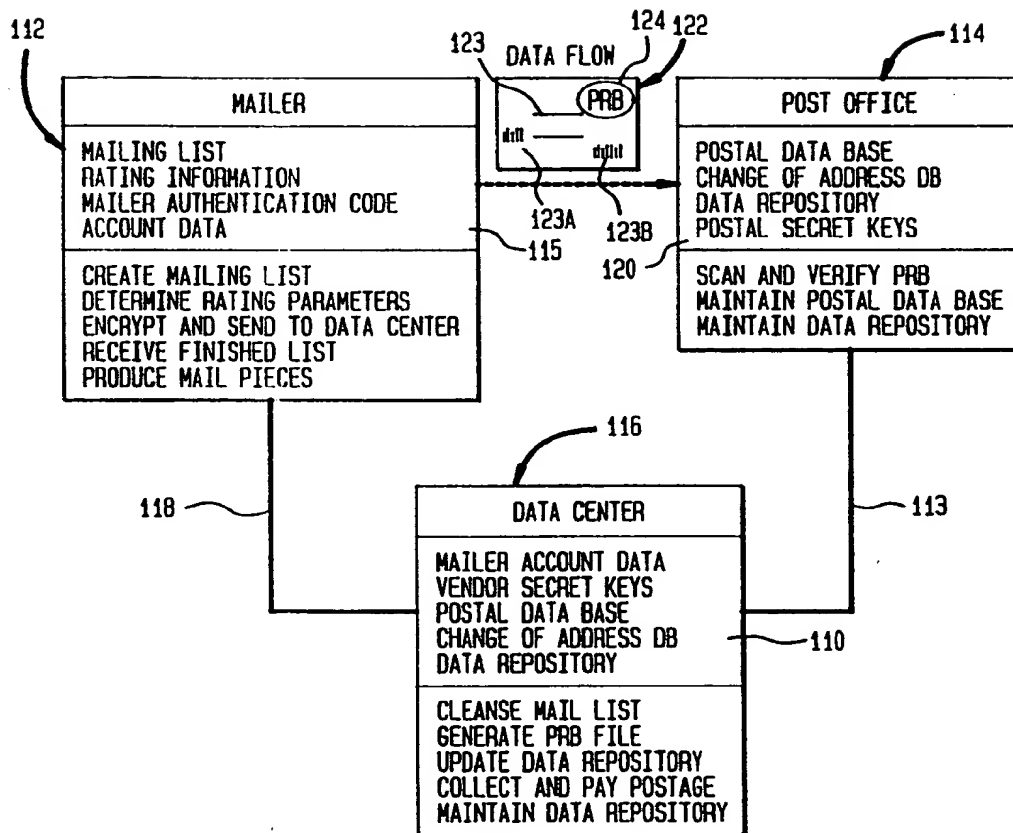 112
123
DATA FLOW
124
122
114
MAILER
PRB
POST OFFICE
MAILING LIST
RATING INFORMATION
MAILER AUTHENTICATION CODE
ACCOUNT DATA
123A
123B
115
POSTAL DATA BASE
CHANGE OF ADDRESS DB
DATA REPOSITORY
POSTAL SECRET KEYS
120
CREATE MAILING LIST
DETERMINE RATING PARAMETERS
ENCRYPT AND SEND TO DATA CENTER
RECEIVE FINISHED LIST
PRODUCE MAIL PIECES
SCAN AND VERIFY PRB
MAINTAIN POSTAL DATA BASE
MAINTAIN DATA REPOSITORY
116
118
113
DATA CENTER
MAILER ACCOUNT DATA
VENDOR SECRET KEYS
POSTAL DATA BASE
CHANGE OF ADDRESS DB
DATA REPOSITORY
110
CLEANSE MAIL LIST
GENERATE PRB FILE
UPDATE DATA REPOSITORY
COLLECT AND PAY POSTAGE
MAINTAIN DATA REPOSITORY